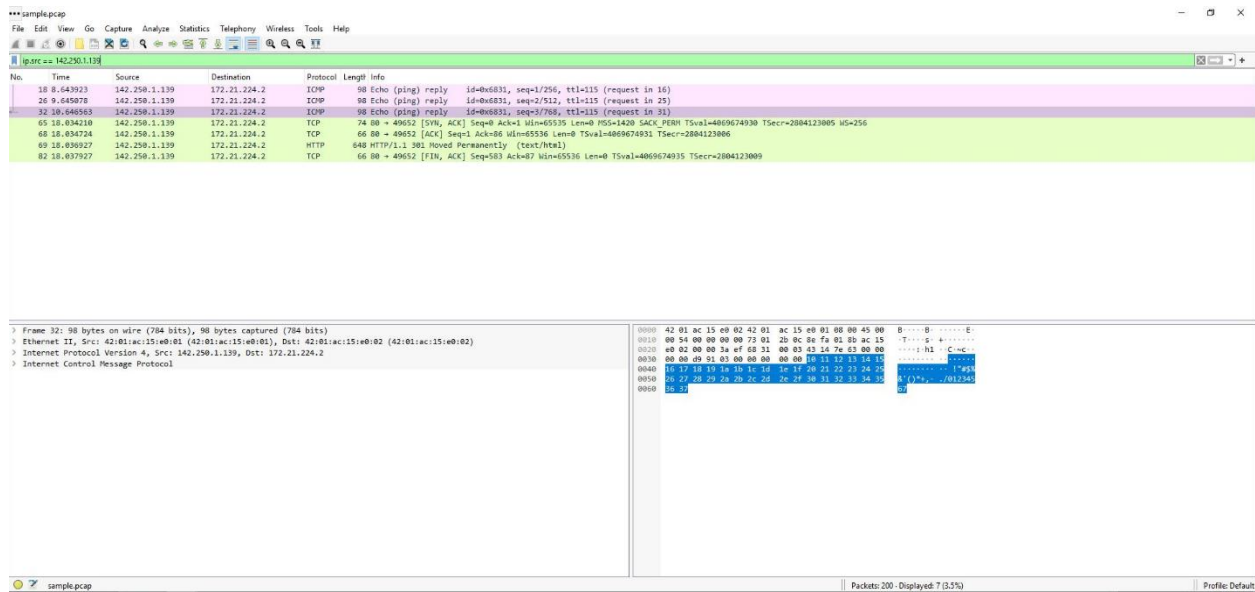 sample.pcap
File Edit View Go Capture Analyze Statistics Telephony Wireless Tools Help
ip.src == 142.250.1.139
No. Time Source Destination Protocol Length Info
18 8.643923 142.250.1.139 172.21.224.2 ICMP 98 Echo (ping) reply id=0x6831, seq=1/256, ttl=115 (request in 16)
26 9.645078 142.250.1.139 172.21.224.2 ICMP 98 Echo (ping) reply id=0x6831, seq=2/512, ttl=115 (request in 25)
32 10.646563 142.250.1.139 172.21.224.2 ICMP 98 Echo (ping) reply id=0x6831, seq=3/768, ttl=115 (request in 31)
65 18.034210 142.250.1.139 172.21.224.2 TCP 74 80 → 49652 [SYN, ACK] Seq=0 Ack=1 Win=65535 Len=0 MSS=1420 SACK_PERM TSval=4069674930 TSecr=2804123005 WS=256
68 18.034724 142.250.1.139 172.21.224.2 TCP 66 80 → 49652 [ACK] Seq=1 Ack=86 Win=65536 Len=0 TSval=4069674931 TSecr=2804123006
69 18.036927 142.250.1.139 172.21.224.2 HTTP 648 HTTP/1.1 301 Moved Permanently (text/html)
82 18.037927 142.250.1.139 172.21.224.2 TCP 66 80 → 49652 [FIN, ACK] Seq=583 Ack=87 Win=65536 Len=0 TSval=4069674935 TSecr=2804123009
> Frame 32: 98 bytes on wire (784 bits), 98 bytes captured (784 bits)
> Ethernet II, Src: 42:01:ac:15:e0:01 (42:01:ac:15:e0:01), Dst: 42:01:ac:15:e0:02 (42:01:ac:15:e0:02)
> Internet Protocol Version 4, Src: 142.250.1.139, Dst: 172.21.224.2
> Internet Control Message Protocol
0000 42 01 ac 15 e0 02 42 01 ac 15 e0 01 08 00 45 00 B·····B· ······E·
0010 00 54 00 00 00 00 73 01 2b 0c 8e fa 01 8b ac 15 ·T····s· +·······
0020 e0 02 00 00 3a ef 68 31 00 03 43 14 7e 63 00 00 ····:·h1 ··C·~c··
0030 00 00 d9 91 03 00 00 00 00 00 10 11 12 13 14 15 ········ ········
0040 16 17 18 19 1a 1b 1c 1d 1e 1f 20 21 22 23 24 25 ········ ·· !"#$%
0050 26 27 28 29 2a 2b 2c 2d 2e 2f 30 31 32 33 34 35 &'()*+,- ./012345
0060 36 37 67
sample.pcap Packets: 200 · Displayed: 7 (3.5%) Profile: Default